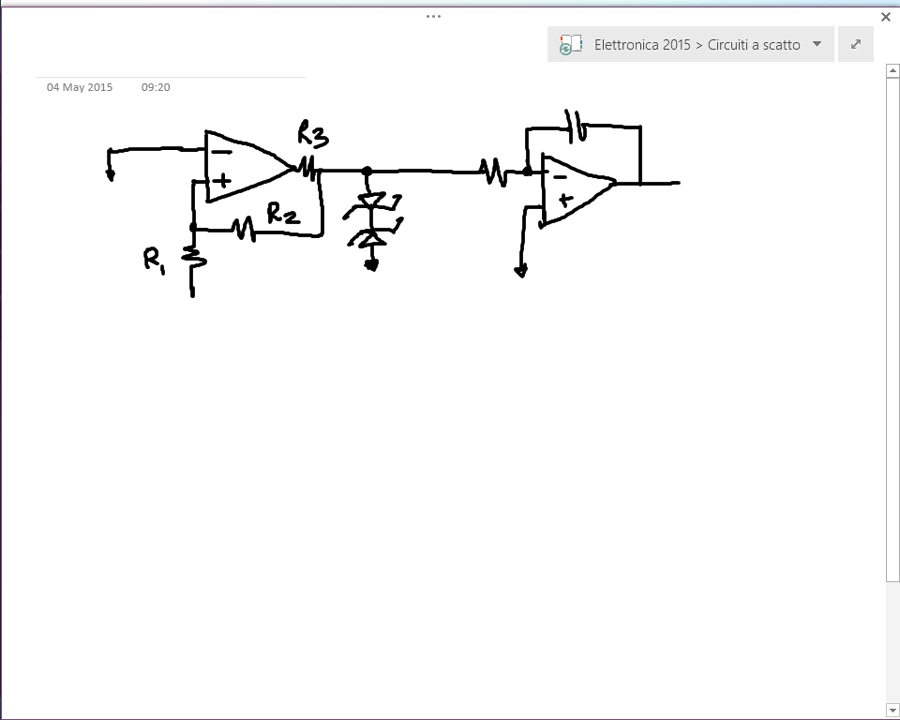 Elettronica 2015 > Circuiti a scatto
04 May 2015 09:20
R3
R2
R1
− +
− +